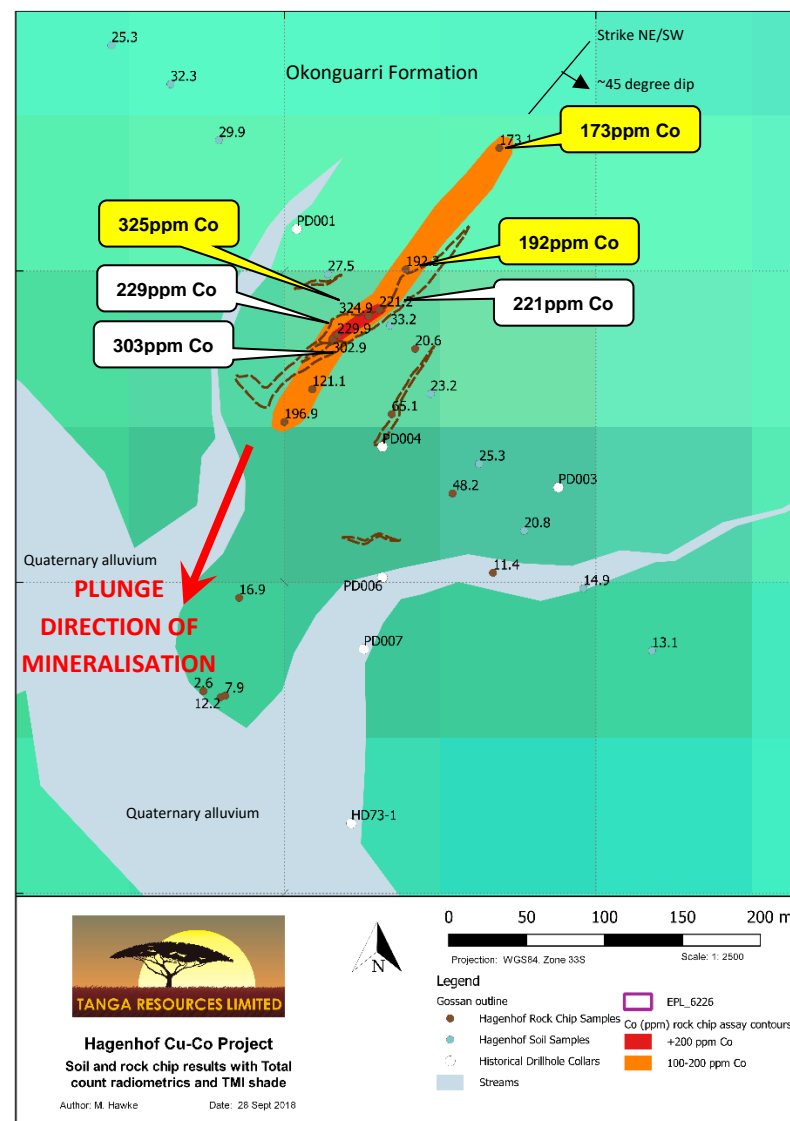 25.3
Strike NE/SW
Okonguarri Formation
32.3
~45 degree dip
173ppm Co
173.1
29.9
325ppm Co
PD001
192ppm Co
192.3
27.5
229ppm Co
221ppm Co
324.9
221.2
33.2
229.9
303ppm Co
302.9
20.6
121.1
23.2
196.9
65.1
PD004
25.3
PD003
48.2
20.8
Quaternary alluvium
11.4
PD006
14.9
PLUNGE
DIRECTION OF
MINERALISATION
16.9
PD007
13.1
2.6
7.9
12.2
Quaternary alluvium
HD73-1
TANGA RESOURCES LIMITED
Hagenhof Cu-Co Project
Soil and rock chip results with Total
count radiometrics and TMI shade
Author: M. Hawke Date: 28 Sept 2018
N
0 50 100 150 200 m
Projection: WGS84. Zone 33S Scale: 1: 2500
Legend
Gossan outline
Hagenhof Rock Chip Samples
Hagenhof Soil Samples
Historical Drillhole Collars
Streams
EPL_6226
Co (ppm) rock chip assay contours
+200 ppm Co
100-200 ppm Co